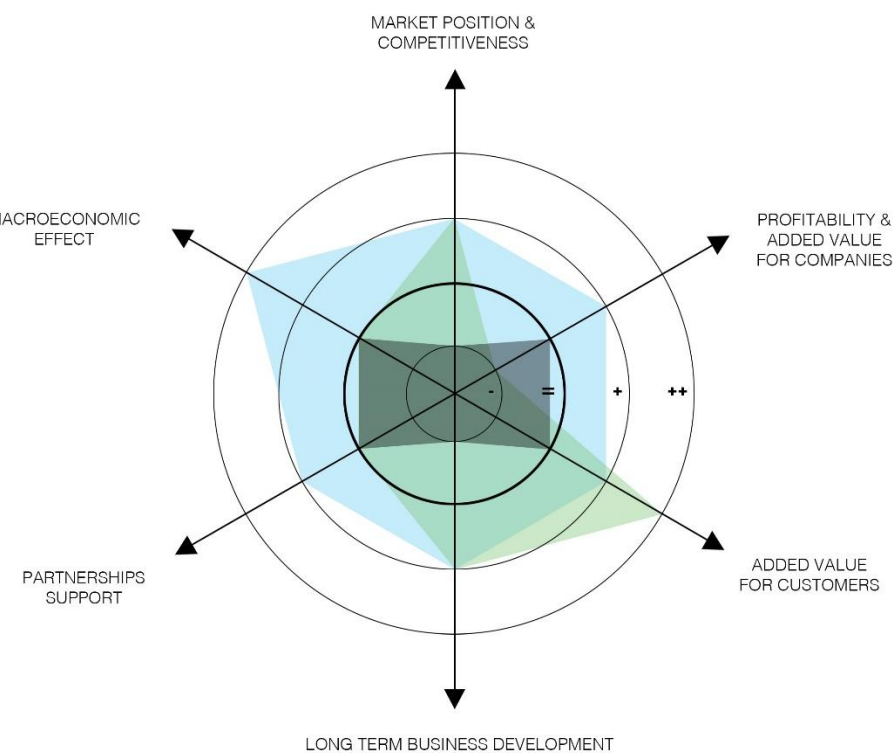 MARKET POSITION &
COMPETITIVENESS
ACROECONOMIC
EFFECT
PROFITABILITY &
ADDED VALUE
FOR COMPANIES
-
=
+
++
PARTNERSHIPS
SUPPORT
ADDED VALUE
FOR CUSTOMERS
LONG TERM BUSINESS DEVELOPMENT